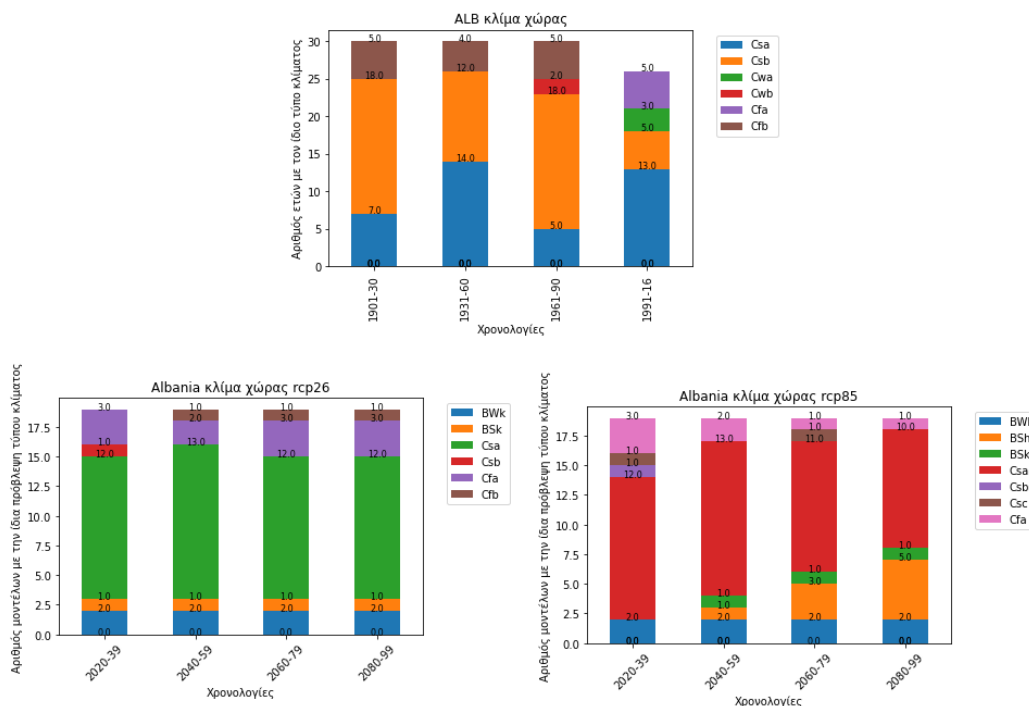 ALB κλίμα χώρας
Αριθμός ετών με τον ίδιο τύπο κλίματος
30
25
20
15
10
5
0
5.0 4.0 5.0 5.0
18.0 12.0 2.0 3.0
18.0 5.0
7.0 14.0 5.0 13.0
0.0 0.0 0.0 0.0
1901-30 1931-60 1961-90 1991-16
Χρονολογίες
Csa
Csb
Cwa
Cwb
Cfa
Cfb
Albania κλίμα χώρας rcp26
Αριθμός μοντέλων με την ίδια πρόβλεψη τύπου κλίματος
17.5
15.0
12.5
10.0
7.5
5.0
2.5
0.0
3.0 1.0 1.0 1.0
1.0 2.0 3.0 3.0
12.0 13.0 12.0 12.0
1.0 1.0 1.0 1.0
2.0 2.0 2.0 2.0
0.0 0.0 0.0 0.0
2020-39 2040-59 2060-79 2080-99
Χρονολογίες
BWk
BSk
Csa
Csb
Cfa
Cfb
Albania κλίμα χώρας rcp85
Αριθμός μοντέλων με την ίδια πρόβλεψη τύπου κλίματος
17.5
15.0
12.5
10.0
7.5
5.0
2.5
0.0
3.0 2.0 1.0 1.0
1.0 13.0 1.0 10.0
1.0 11.0
12.0
1.0 1.0 1.0
1.0 3.0 5.0
2.0 2.0 2.0 2.0
0.0 0.0 0.0 0.0
2020-39 2040-59 2060-79 2080-99
Χρονολογίες
BSh
BSk
Csa
Csb
Csc
Cfa